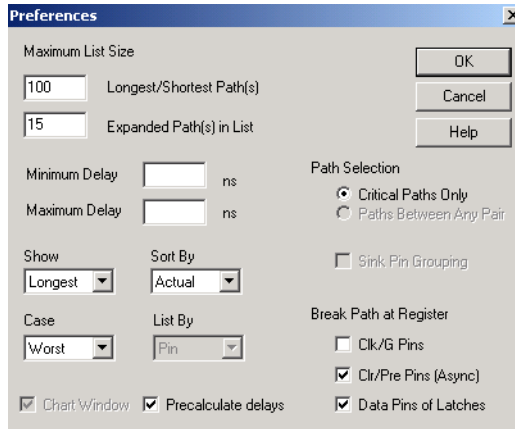 Preferences
Maximum List Size
OK
100 Longest/Shortest Path(s)
Cancel
15 Expanded Path(s) in List
Help
Minimum Delay ns
Maximum Delay ns
Path Selection
Critical Paths Only
Paths Between Any Pair
Show Sort By
Longest Actual
Sink Pin Grouping
Case List By
Worst Pin
Break Path at Register
Clk/G Pins
Clr/Pre Pins (Async)
Chart Window Precalculate delays
Data Pins of Latches